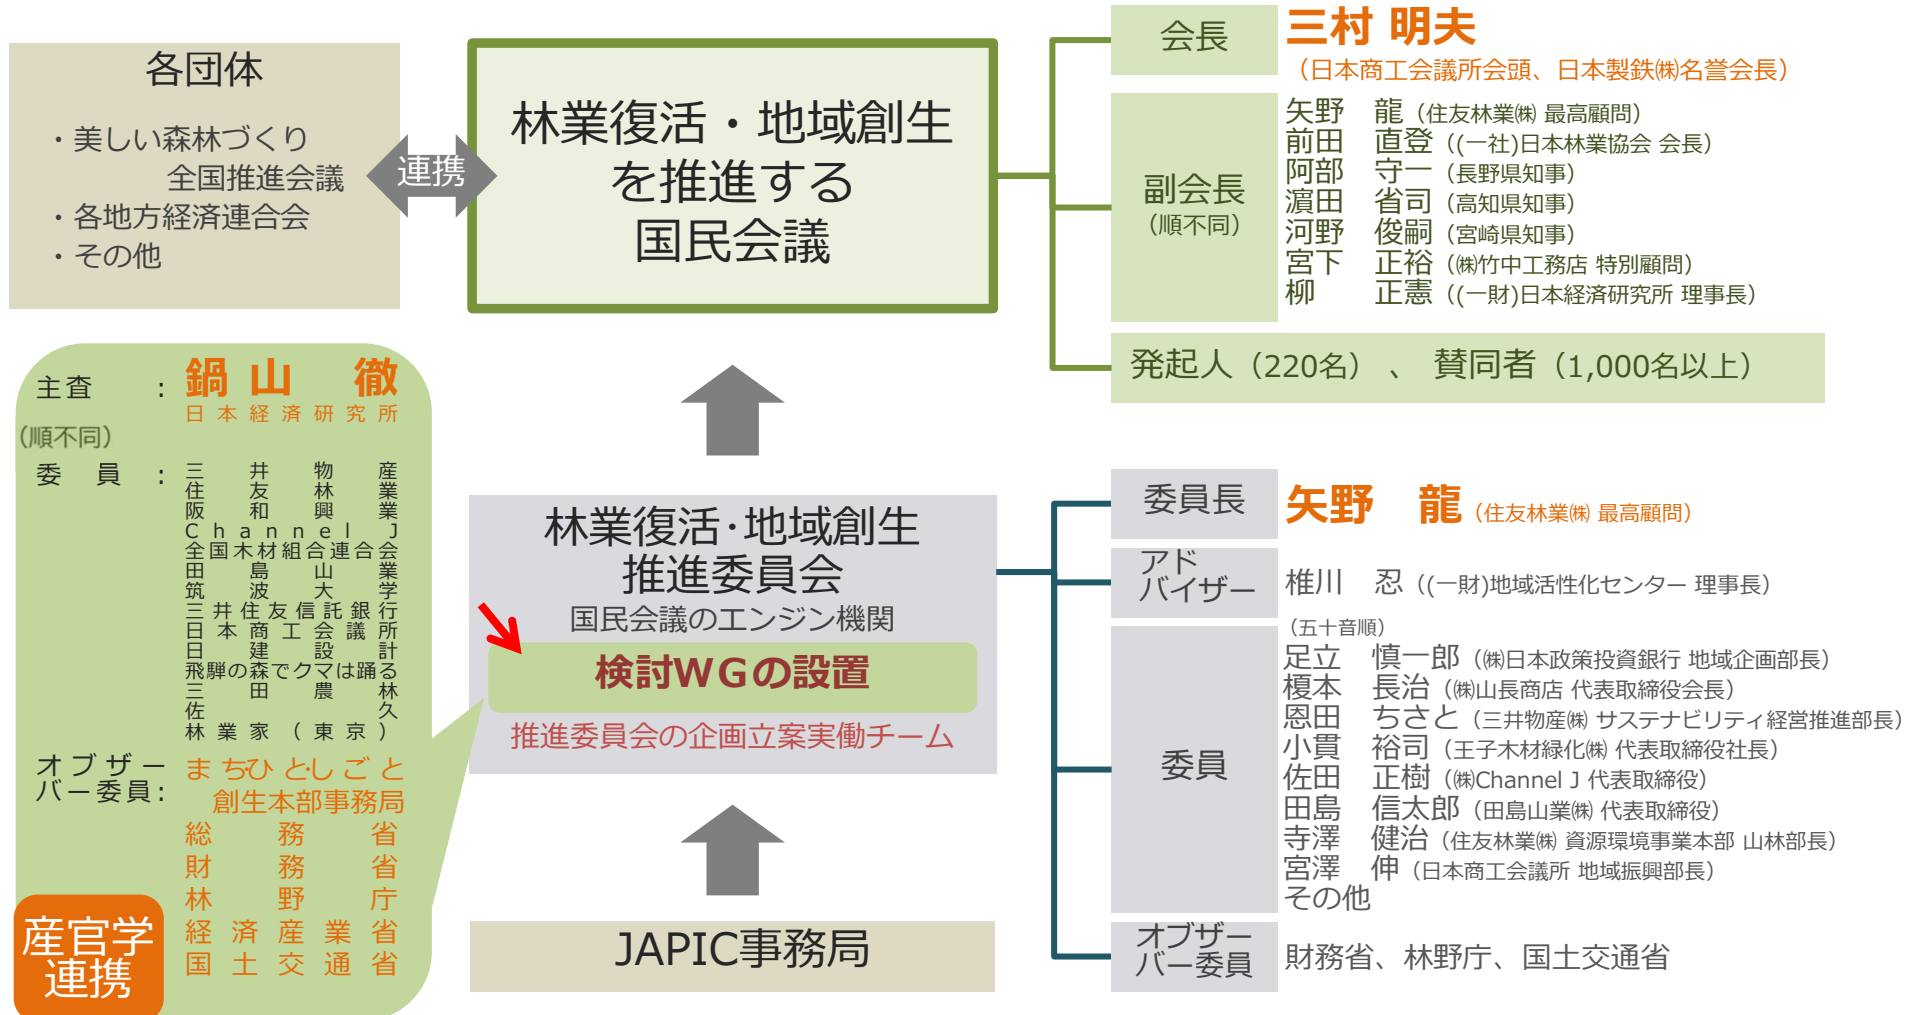 各団体
・美しい森林づくり
全国推進会議
・各地方経済連合会
・その他
連携
林業復活・地域創生
を推進する
国民会議
会長
三村 明夫
（日本商工会議所会頭、日本製鉄㈱名誉会長）
副会長
（順不同）
矢野　龍（住友林業㈱ 最高顧問）
前田　直登（(一社)日本林業協会 会長）
阿部　守一（長野県知事）
濵田　省司（高知県知事）
河野　俊嗣（宮崎県知事）
宮下　正裕（㈱竹中工務店 特別顧問）
柳　　正憲（(一財)日本経済研究所 理事長）
発起人（220名）、 賛同者（1,000名以上）
主査　：鍋山　徹
日本経済研究所
（順不同）
委員　：三井物産
住友林業
阪和興業
Channel J
全国木材組合連合会
田島山業
筑波大学
三井住友信託銀行
日本商工会議所
日建設計
飛騨の森でクマは踊る
三田農林
佐久
林業家（東京）
オブザー
バー委員：
まち・ひと・しごと
創生本部事務局
総務省
財務省
林野庁
経済産業省
国土交通省
産官学
連携
林業復活･地域創生
推進委員会
国民会議のエンジン機関
検討WGの設置
推進委員会の企画立案実働チーム
JAPIC事務局
委員長
矢野　龍（住友林業㈱ 最高顧問）
アド
バイザー
椎川　忍（(一財)地域活性化センター 理事長）
委員
（五十音順）
足立　慎一郎（㈱日本政策投資銀行 地域企画部長）
榎本　長治（㈱山長商店 代表取締役会長）
恩田　ちさと（三井物産㈱ サステナビリティ経営推進部長）
小貫　裕司（王子木材緑化㈱ 代表取締役社長）
佐田　正樹（㈱Channel J 代表取締役）
田島　信太郎（田島山業㈱ 代表取締役）
寺澤　健治（住友林業㈱ 資源環境事業本部 山林部長）
宮澤　伸（日本商工会議所 地域振興部長）
その他
オブザー
バー委員
財務省、林野庁、国土交通省